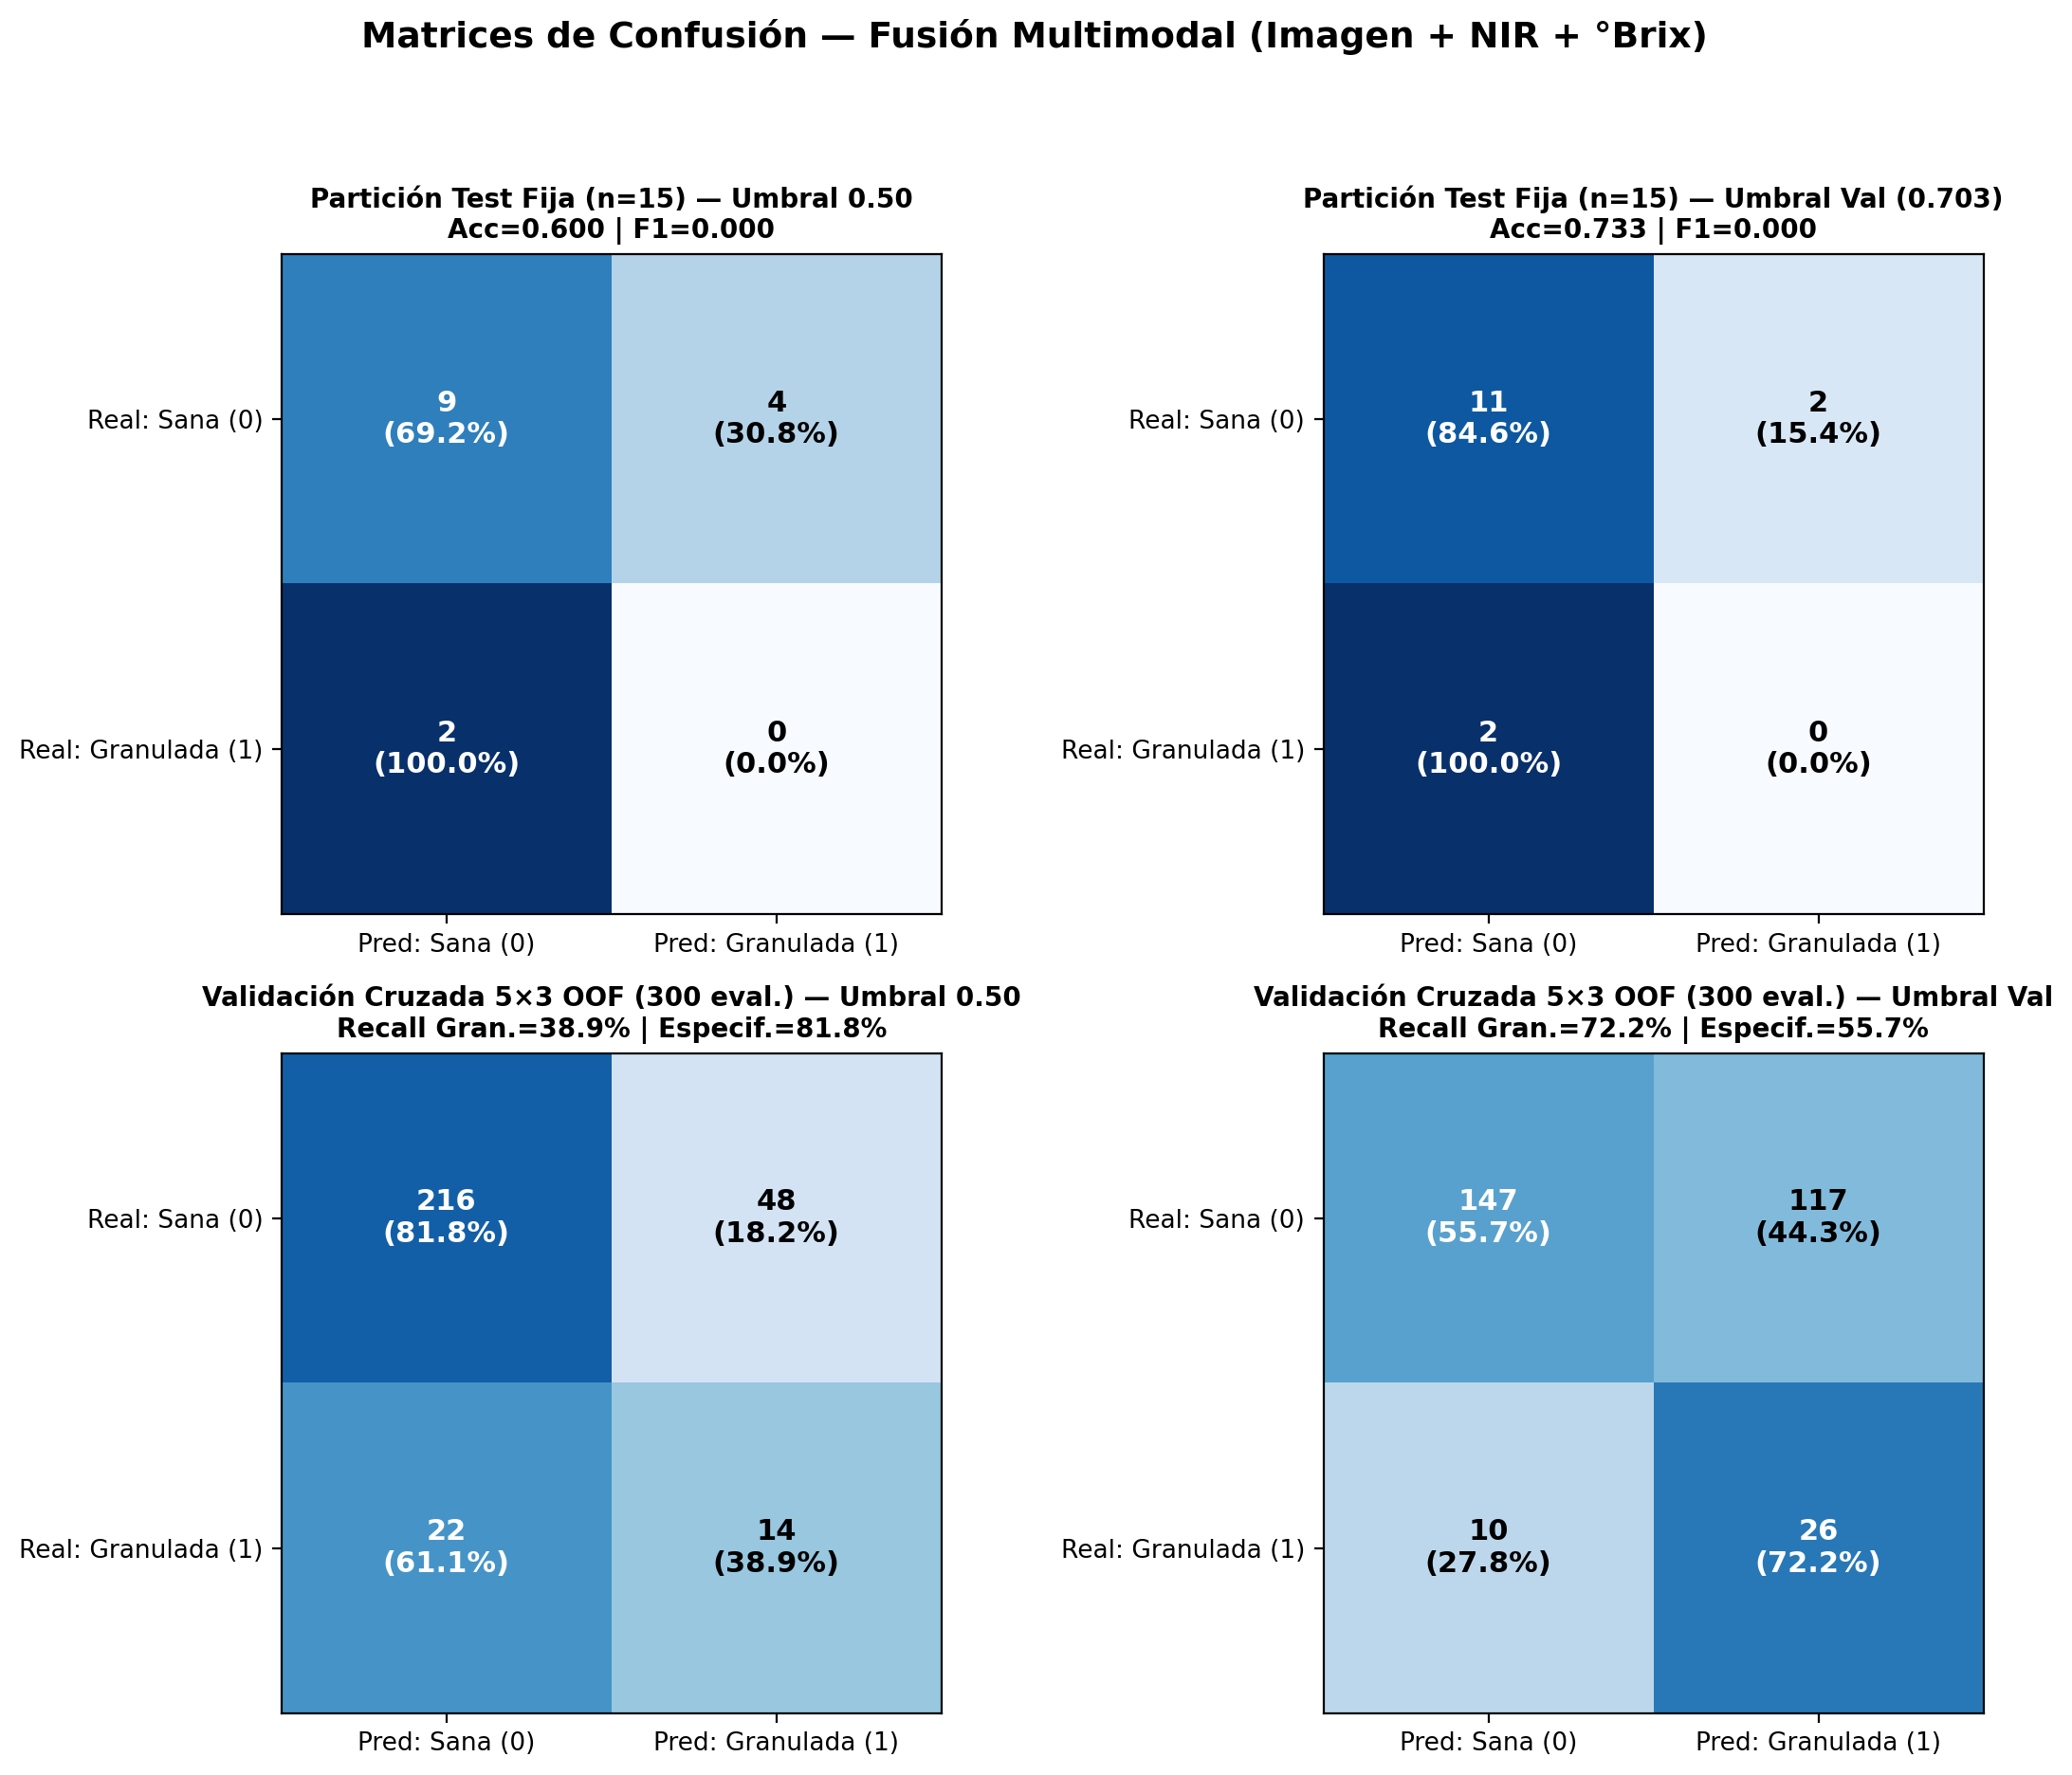 Matrices de Confusión — Fusión Multimodal (Imagen + NIR + °Brix)
Partición Test Fija (n=15) — Umbral 0.50
Acc=0.600 | F1=0.000
Real: Sana (0)
Real: Granulada (1)
9
(69.2%)
4
(30.8%)
2
(100.0%)
0
(0.0%)
Pred: Sana (0)
Pred: Granulada (1)
Partición Test Fija (n=15) — Umbral Val (0.703)
Acc=0.733 | F1=0.000
Real: Sana (0)
Real: Granulada (1)
11
(84.6%)
2
(15.4%)
2
(100.0%)
0
(0.0%)
Pred: Sana (0)
Pred: Granulada (1)
Validación Cruzada 5×3 OOF (300 eval.) — Umbral 0.50
Recall Gran.=38.9% | Especif.=81.8%
Real: Sana (0)
Real: Granulada (1)
216
(81.8%)
48
(18.2%)
22
(61.1%)
14
(38.9%)
Pred: Sana (0)
Pred: Granulada (1)
Validación Cruzada 5×3 OOF (300 eval.) — Umbral Val
Recall Gran.=72.2% | Especif.=55.7%
Real: Sana (0)
Real: Granulada (1)
147
(55.7%)
117
(44.3%)
10
(27.8%)
26
(72.2%)
Pred: Sana (0)
Pred: Granulada (1)